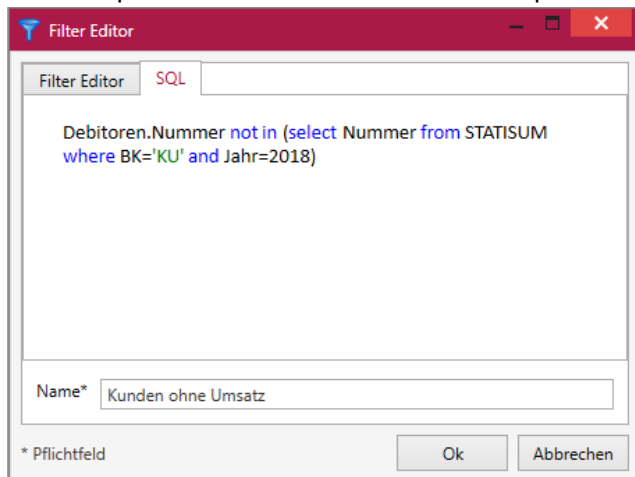 Filter Editor
Filter Editor SQL
Debitoren.Nummer not in (select Nummer from STATISUM
where BK='KU' and Jahr=2018)
Name* Kunden ohne Umsatz
* Pflichtfeld Ok Abbrechen